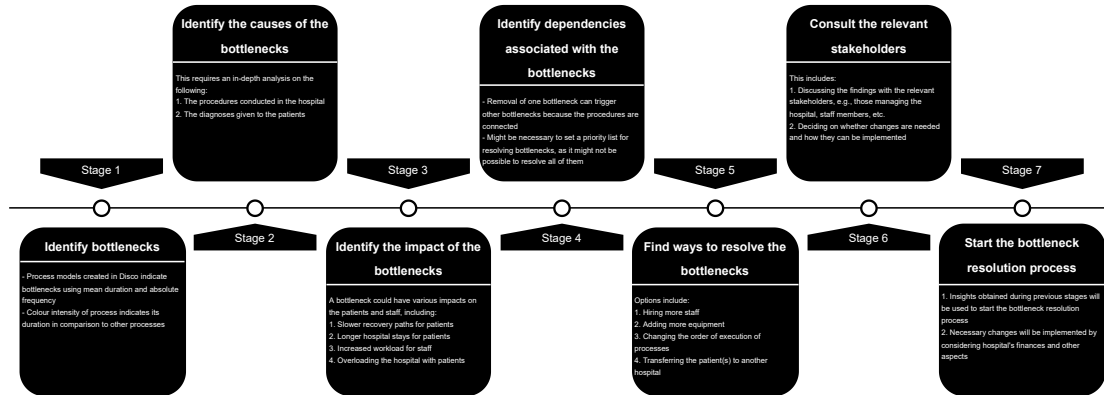 Identify the causes of the
bottlenecks
This requires an in-depth analysis on the
following:
1. The procedures conducted in the hospital
2. The diagnoses given to the patients
Identify dependencies
associated with the
bottlenecks
- Removal of one bottleneck can trigger
other bottlenecks because the procedures are
connected
- Might be necessary to set a priority list for
resolving bottlenecks, as it might not be
possible to resolve all of them
Consult the relevant
stakeholders
This includes:
1. Discussing the findings with the relevant
stakeholders, e.g., those managing the
hospital, staff members, etc.
2. Deciding on whether changes are needed
and how they can be implemented
Stage 1
Stage 3
Stage 5
Stage 7
Stage 2
Stage 4
Stage 6
Identify bottlenecks
- Process models created in Disco indicate
bottlenecks using mean duration and absolute
frequency
- Colour intensity of process indicates its
duration in comparison to other processes
Identify the impact of the
bottlenecks
A bottleneck could have various impacts on
the patients and staff, including:
1. Slower recovery paths for patients
2. Longer hospital stays for patients
3. Increased workload for staff
4. Overloading the hospital with patients
Find ways to resolve the
bottlenecks
Options include:
1. Hiring more staff
2. Adding more equipment
3. Changing the order of execution of
processes
4. Transferring the patient(s) to another
hospital
Start the bottleneck
resolution process
1. Insights obtained during previous stages will
be used to start the bottleneck resolution
process
2. Necessary changes will be implemented by
considering hospital's finances and other
aspects